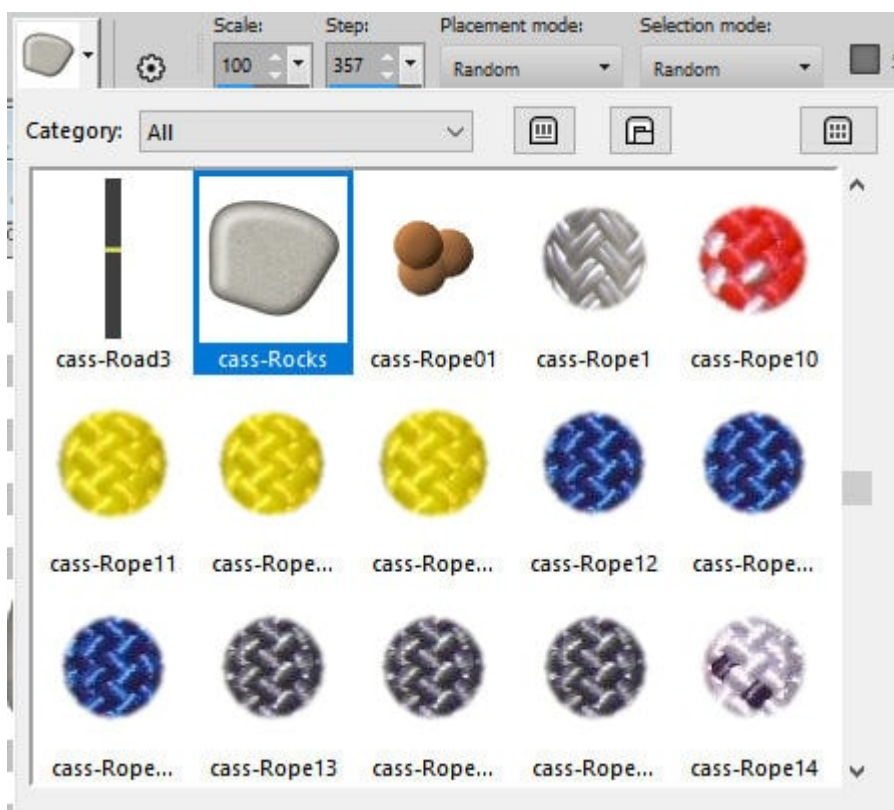 Scale: Step: Placement mode: Selection mode:
100 357 Random Random
Category: All
cass-Road3 cass-Rocks cass-Rope01 cass-Rope1 cass-Rope10
cass-Rope11 cass-Rope... cass-Rope... cass-Rope12 cass-Rope...
cass-Rope... cass-Rope13 cass-Rope... cass-Rope... cass-Rope14